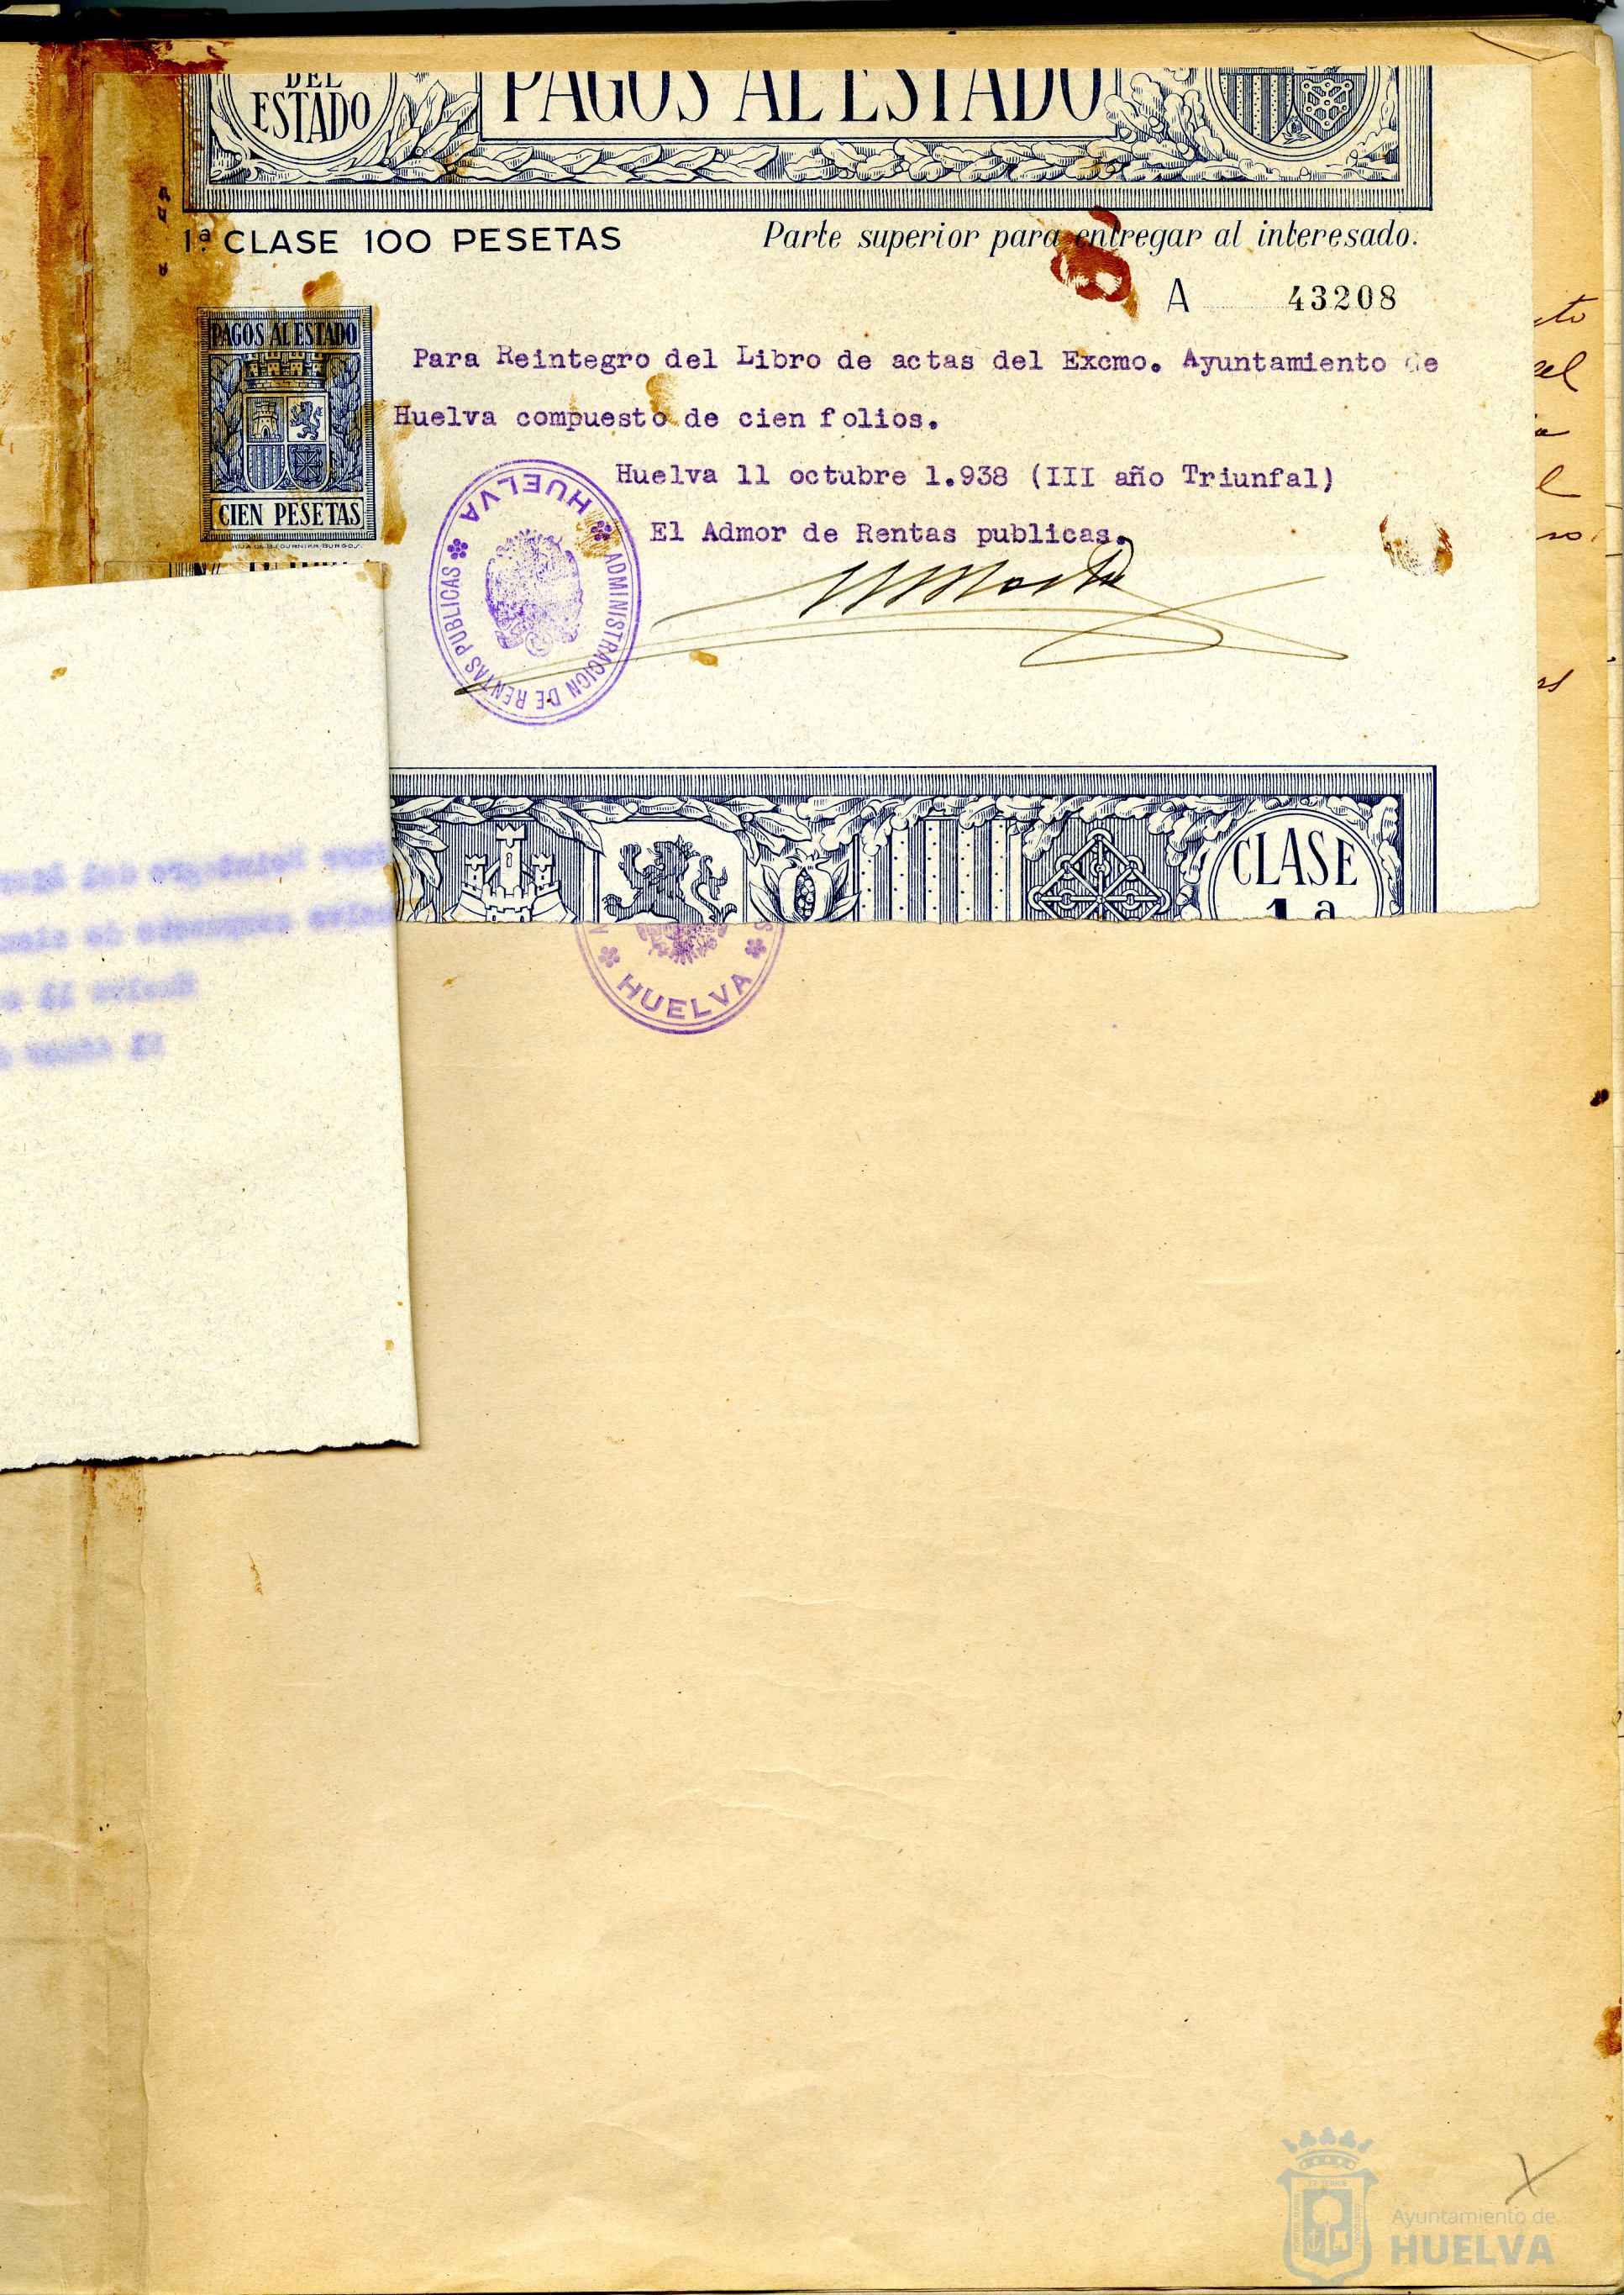 DEL
ESTADO
PAGOS AL ESTADO
1.ª CLASE 100 PESETAS
Parte superior para entregar al interesado.
A 43208
PAGOS AL ESTADO
CIEN PESETAS
Para Reintegro del Libro de actas del Excmo. Ayuntamiento de
Huelva compuesto de cien folios.
Huelva 11 octubre 1.938 (III año Triunfal)
El Admor de Rentas publicas.
ADMINISTRACION DE RENTAS PUBLICAS
HUELVA
CLASE
1ª
HUELVA
Ayuntamiento de
HUELVA